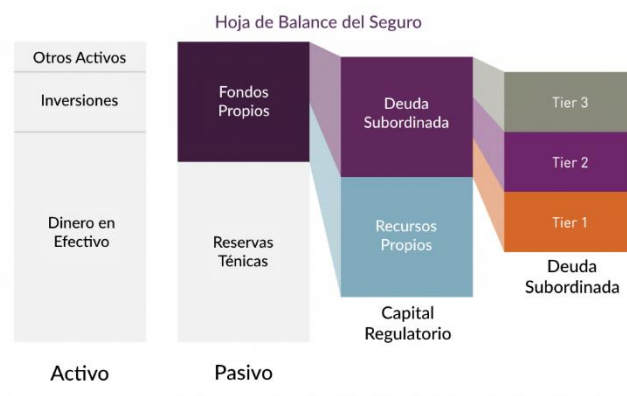 Hoja de Balance del Seguro
Otros Activos
Inversiones
Dinero en
Efectivo
Activo
Fondos
Propios
Reservas
Ténicas
Pasivo
Deuda
Subordinada
Recursos
Propios
Capital
Regulatorio
Tier 3
Tier 2
Tier 1
Deuda
Subordinada